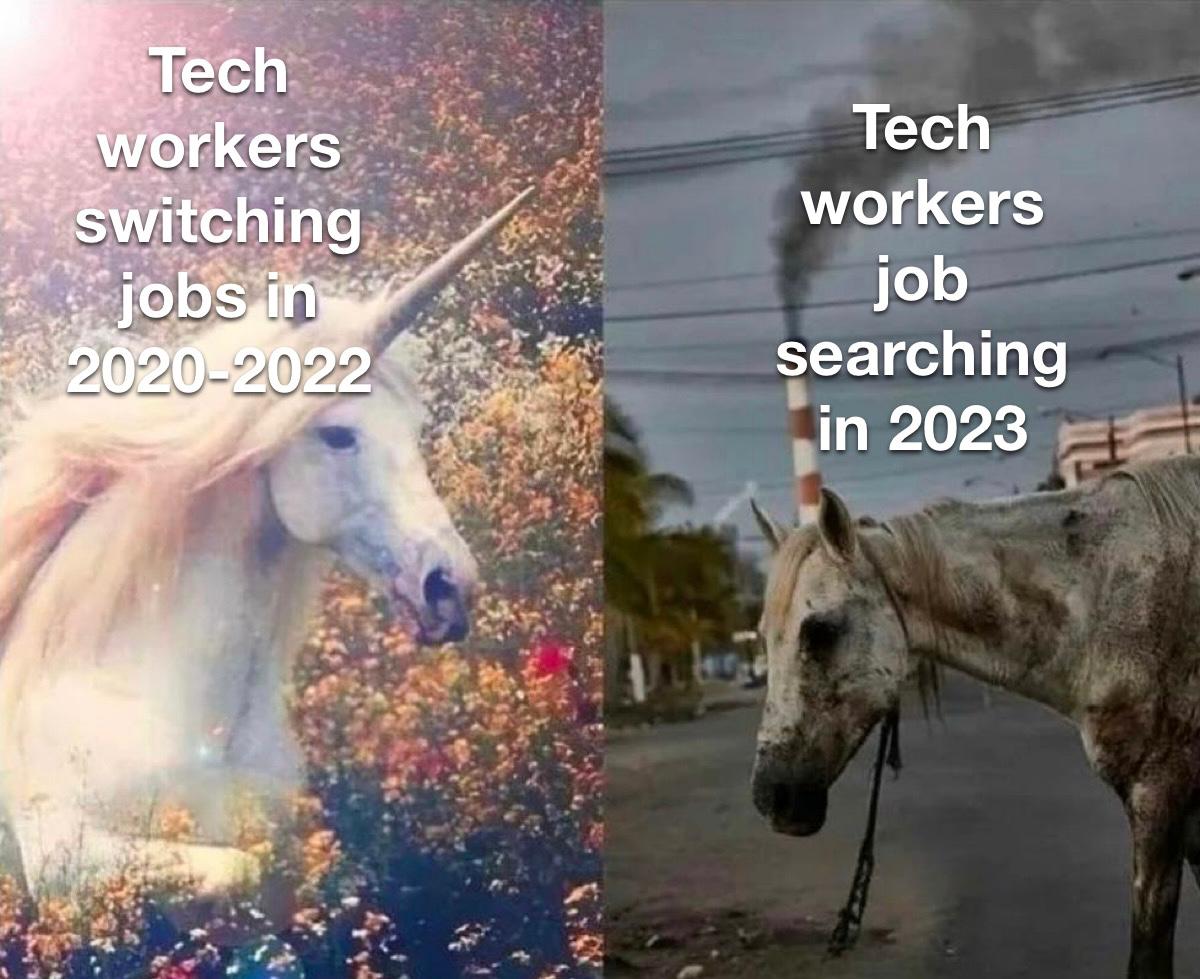 Tech
workers
switching
jobs in
2020-2022
Tech
workers
job
searching
in 2023